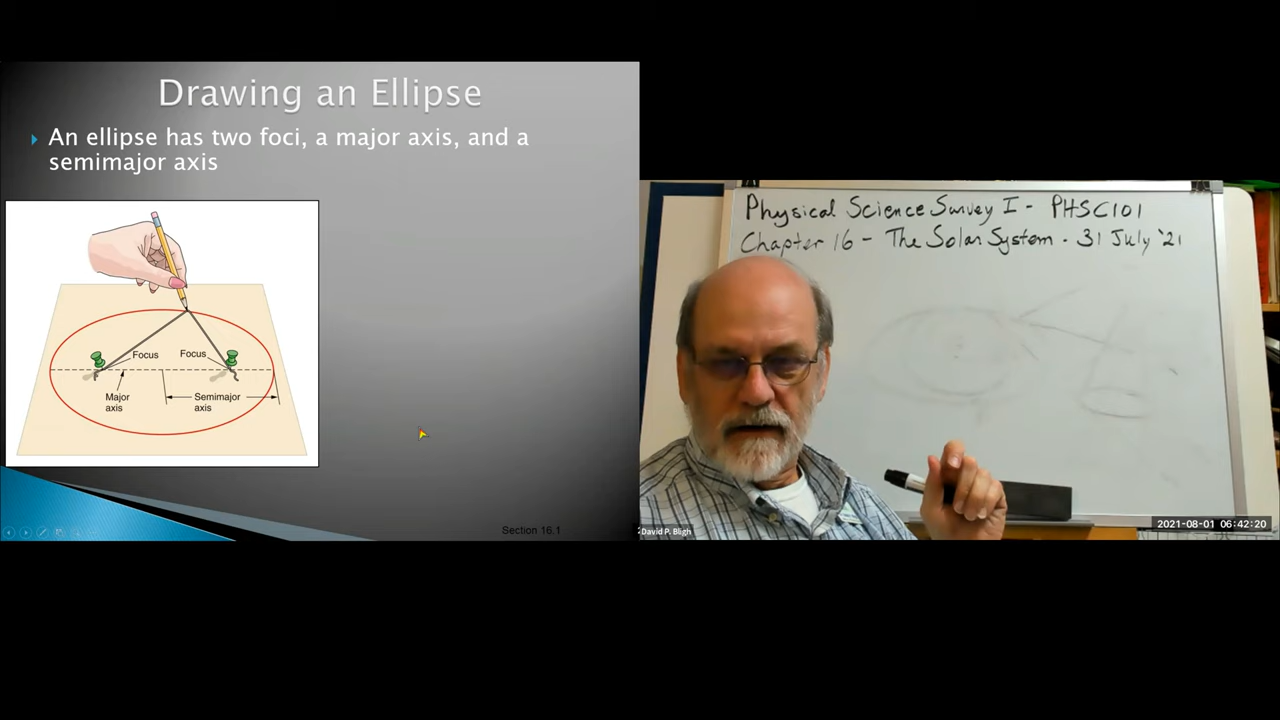 Drawing an Ellipse
An ellipse has two foci, a major axis, and a
semimajor axis
Focus
Focus
Major
axis
Semimajor
axis
Section 16.1
Physical Science Survey I - PHSC101
Chapter 16 - The Solar System - 31 July '21
David P. Bligh
2021-08-01 06:42:20